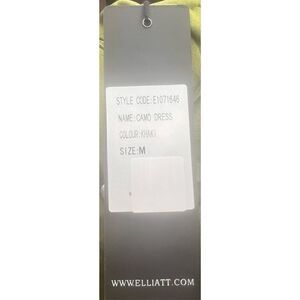 STYLE CODE:E1071646
NAME:CAMO DRESS
COLOUR:KHAKI
SIZE:M
WWW.ELLIATT.COM